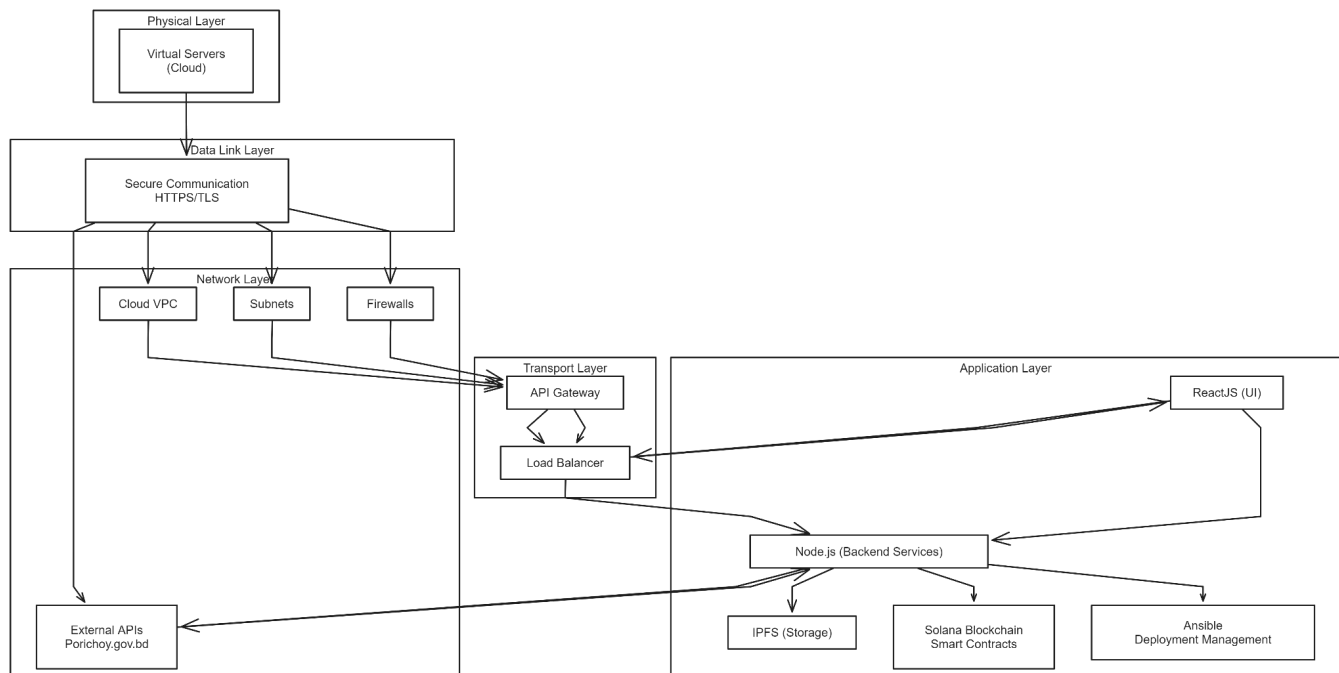 Physical Layer
Virtual Servers
(Cloud)
Data Link Layer
Secure Communication
HTTPS/TLS
Network Layer
Cloud VPC
Subnets
Firewalls
Transport Layer
API Gateway
Load Balancer
Application Layer
ReactJS (UI)
Node.js (Backend Services)
External APIs
Porichoy.gov.bd
IPFS (Storage)
Solana Blockchain
Smart Contracts
Ansible
Deployment Management